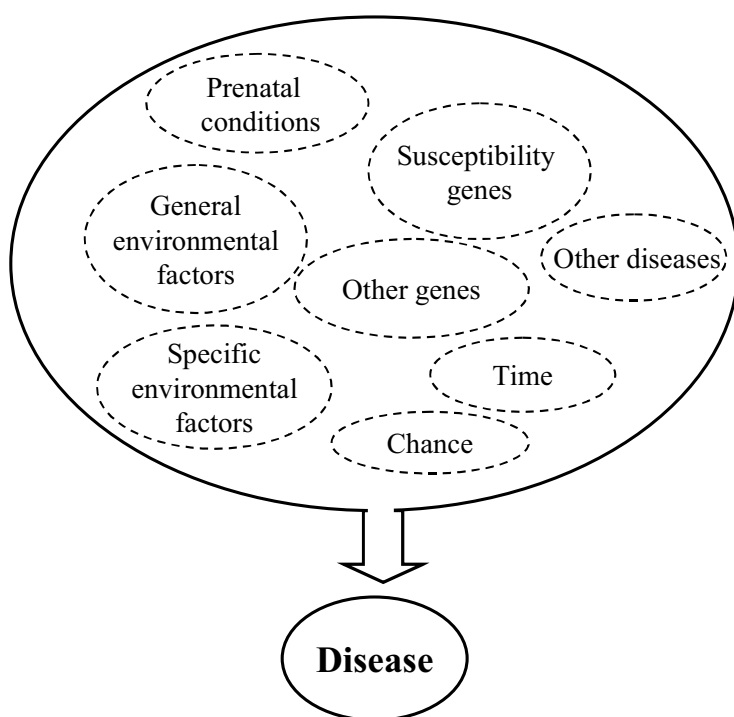 Prenatal
conditions
Susceptibility
genes
General
environmental
factors
Other diseases
Other genes
Specific
environmental
factors
Time
Chance
Disease